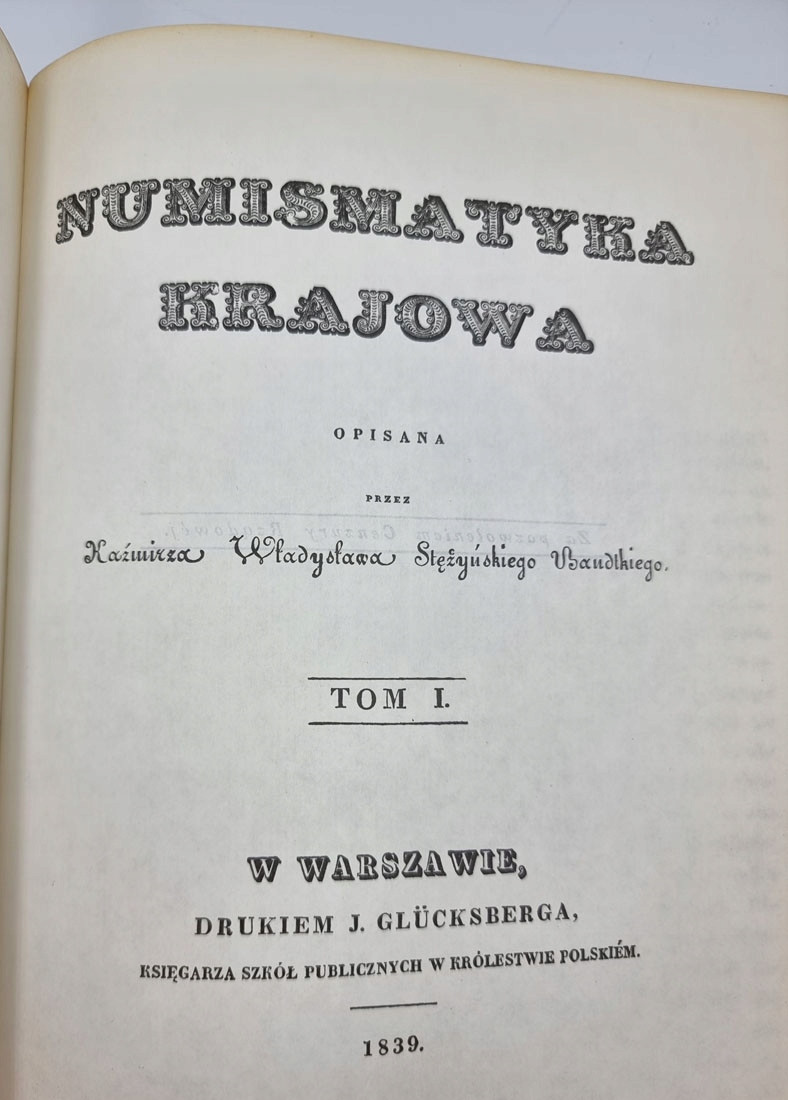 NUMISMATYKA
KRAJOWA
OPISANA
PRZEZ
Kaźmirza Władysława Stężyńskiego Bandtkiego.
TOM I.
W WARSZAWIE,
DRUKIEM J. GLÜCKSBERGA,
KSIĘGARZA SZKÓŁ PUBLICZNYCH W KRÓLESTWIE POLSKIÉM.
1839.